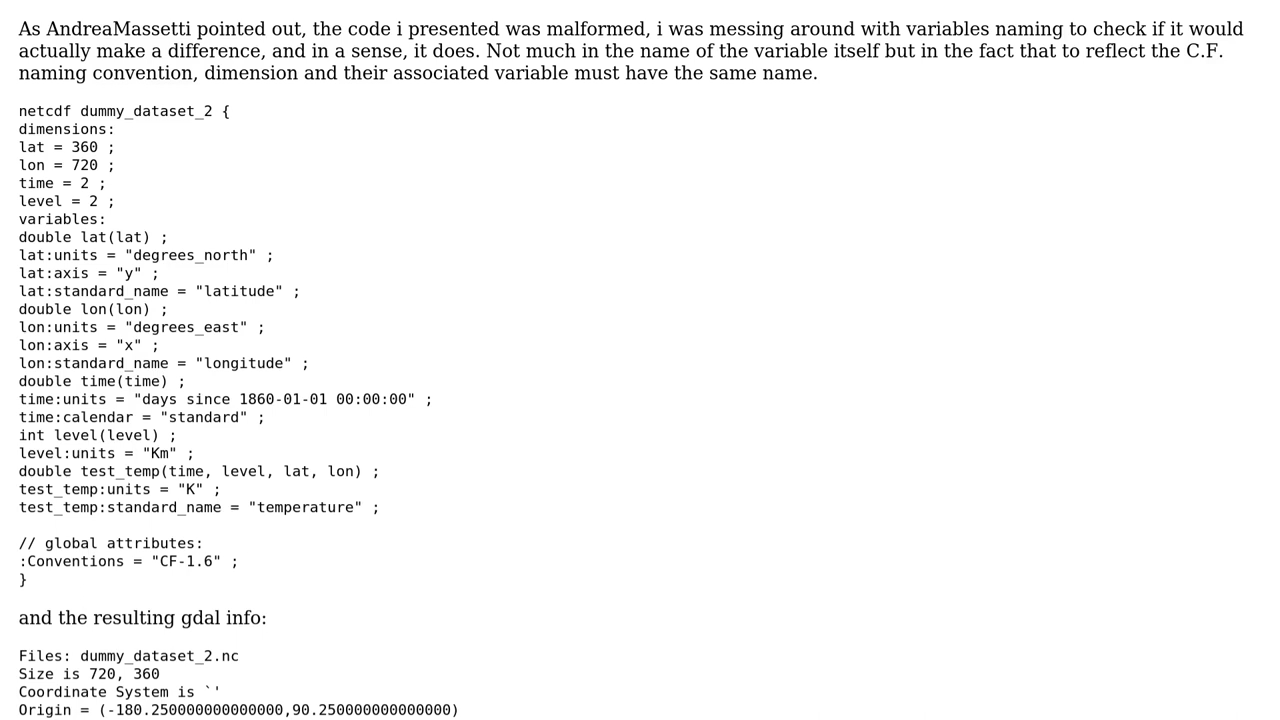 As AndreaMassetti pointed out, the code i presented was malformed, i was messing around with variables naming to check if it would
actually make a difference, and in a sense, it does. Not much in the name of the variable itself but in the fact that to reflect the C.F.
naming convention, dimension and their associated variable must have the same name.
netcdf dummy_dataset_2 {
dimensions:
lat = 360 ;
lon = 720 ;
time = 2 ;
level = 2 ;
variables:
double lat(lat) ;
lat:units = "degrees_north" ;
lat:axis = "y" ;
lat:standard_name = "latitude" ;
double lon(lon) ;
lon:units = "degrees_east" ;
lon:axis = "x" ;
lon:standard_name = "longitude" ;
double time(time) ;
time:units = "days since 1860-01-01 00:00:00" ;
time:calendar = "standard" ;
int level(level) ;
level:units = "Km" ;
double test_temp(time, level, lat, lon) ;
test_temp:units = "K" ;
test_temp:standard_name = "temperature" ;
// global attributes:
:Conventions = "CF-1.6" ;
}
and the resulting gdal info:
Files: dummy_dataset_2.nc
Size is 720, 360
Coordinate System is `'
Origin = (-180.250000000000000,90.250000000000000)